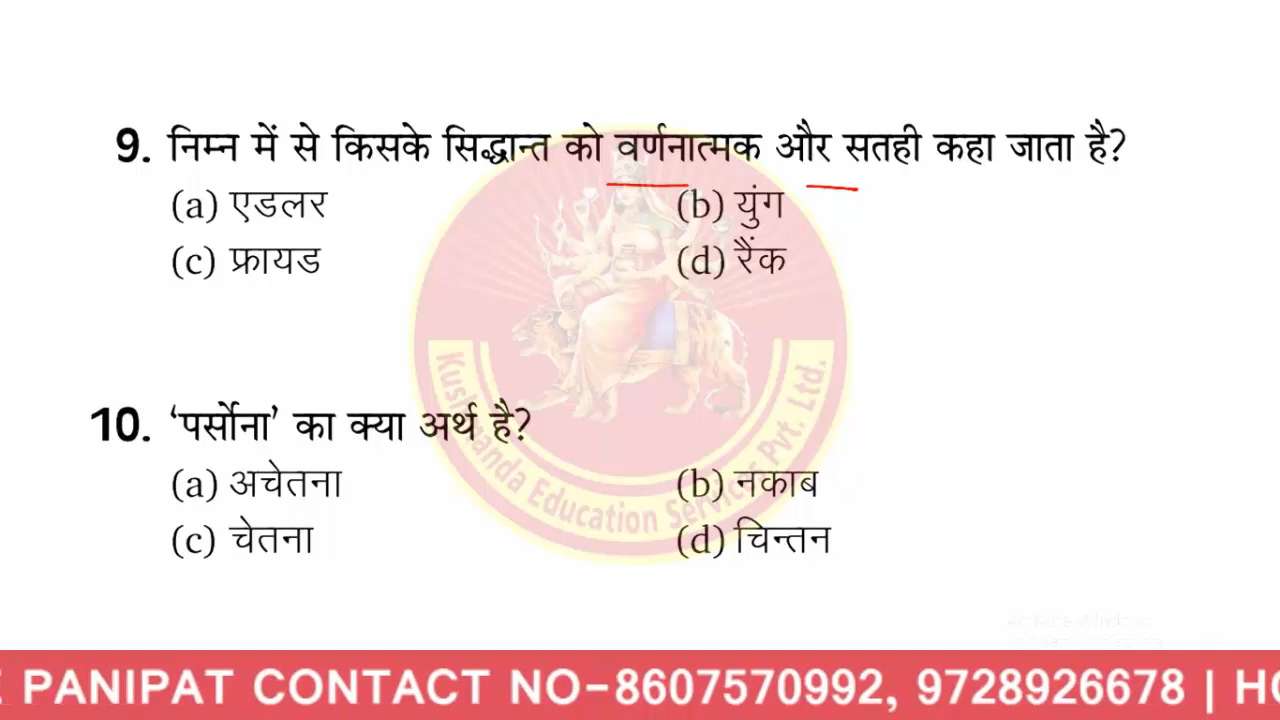 9. निम्न में से किसके सिद्धान्त को वर्णनात्मक और सतही कहा जाता है?
(a) एडलर (b) युंग
(c) फ्रायड (d) रैंक
10. 'पर्सोना' का क्या अर्थ है?
(a) अचेतना (b) नकाब
(c) चेतना (d) चिन्तन
Education Services Pvt. Ltd.
PANIPAT CONTACT NO-8607570992, 9728926678 |